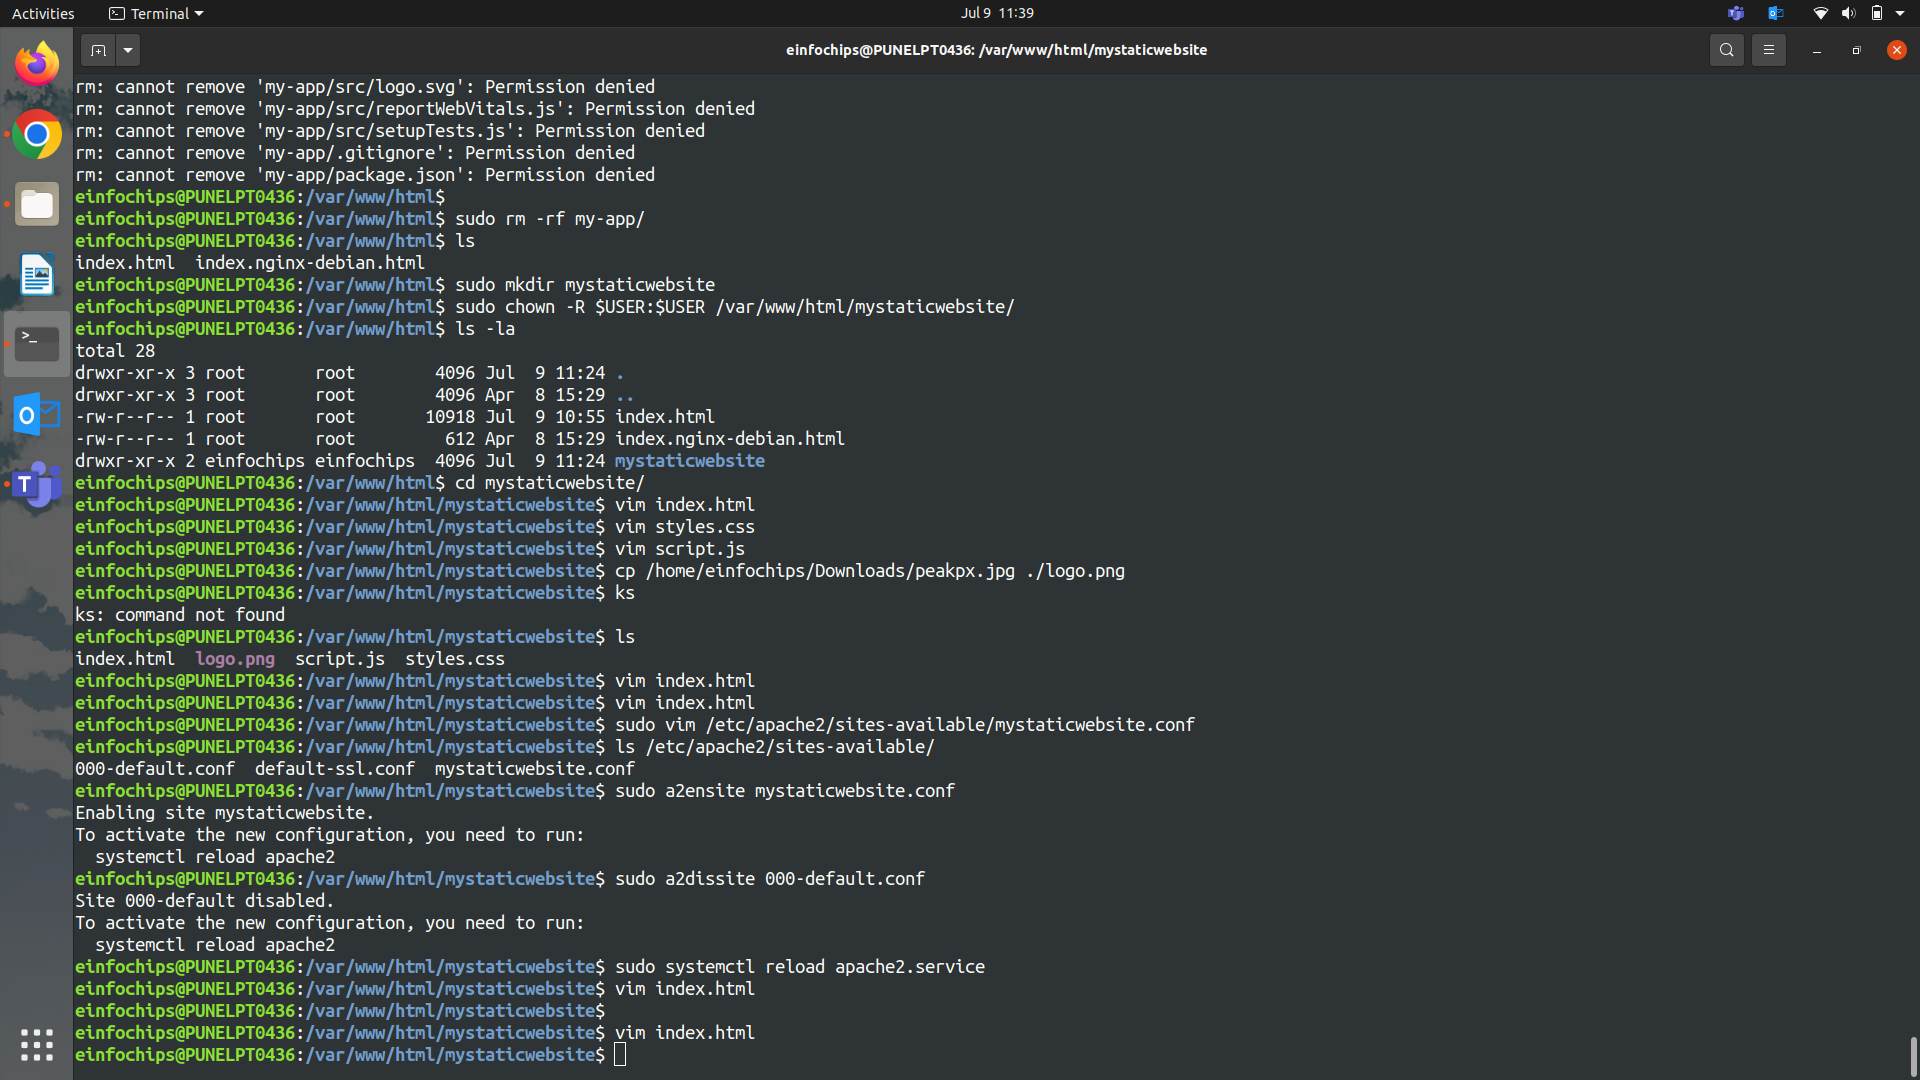 Activities Terminal Jul 9 11:39
einfochips@PUNELPT0436: /var/www/html/mystaticwebsite
rm: cannot remove 'my-app/src/logo.svg': Permission denied
rm: cannot remove 'my-app/src/reportWebVitals.js': Permission denied
rm: cannot remove 'my-app/src/setupTests.js': Permission denied
rm: cannot remove 'my-app/.gitignore': Permission denied
rm: cannot remove 'my-app/package.json': Permission denied
einfochips@PUNELPT0436:/var/www/html$
einfochips@PUNELPT0436:/var/www/html$ sudo rm -rf my-app/
einfochips@PUNELPT0436:/var/www/html$ ls
index.html  index.nginx-debian.html
einfochips@PUNELPT0436:/var/www/html$ sudo mkdir mystaticwebsite
einfochips@PUNELPT0436:/var/www/html$ sudo chown -R $USER:$USER /var/www/html/mystaticwebsite/
einfochips@PUNELPT0436:/var/www/html$ ls -la
total 28
drwxr-xr-x 3 root       root        4096 Jul  9 11:24 .
drwxr-xr-x 3 root       root        4096 Apr  8 15:29 ..
-rw-r--r-- 1 root       root       10918 Jul  9 10:55 index.html
-rw-r--r-- 1 root       root         612 Apr  8 15:29 index.nginx-debian.html
drwxr-xr-x 2 einfochips einfochips  4096 Jul  9 11:24 mystaticwebsite
einfochips@PUNELPT0436:/var/www/html$ cd mystaticwebsite/
einfochips@PUNELPT0436:/var/www/html/mystaticwebsite$ vim index.html
einfochips@PUNELPT0436:/var/www/html/mystaticwebsite$ vim styles.css
einfochips@PUNELPT0436:/var/www/html/mystaticwebsite$ vim script.js
einfochips@PUNELPT0436:/var/www/html/mystaticwebsite$ cp /home/einfochips/Downloads/peakpx.jpg ./logo.png
einfochips@PUNELPT0436:/var/www/html/mystaticwebsite$ ks
ks: command not found
einfochips@PUNELPT0436:/var/www/html/mystaticwebsite$ ls
index.html  logo.png  script.js  styles.css
einfochips@PUNELPT0436:/var/www/html/mystaticwebsite$ vim index.html
einfochips@PUNELPT0436:/var/www/html/mystaticwebsite$ vim index.html
einfochips@PUNELPT0436:/var/www/html/mystaticwebsite$ sudo vim /etc/apache2/sites-available/mystaticwebsite.conf
einfochips@PUNELPT0436:/var/www/html/mystaticwebsite$ ls /etc/apache2/sites-available/
000-default.conf  default-ssl.conf  mystaticwebsite.conf
einfochips@PUNELPT0436:/var/www/html/mystaticwebsite$ sudo a2ensite mystaticwebsite.conf
Enabling site mystaticwebsite.
To activate the new configuration, you need to run:
  systemctl reload apache2
einfochips@PUNELPT0436:/var/www/html/mystaticwebsite$ sudo a2dissite 000-default.conf
Site 000-default disabled.
To activate the new configuration, you need to run:
  systemctl reload apache2
einfochips@PUNELPT0436:/var/www/html/mystaticwebsite$ sudo systemctl reload apache2.service
einfochips@PUNELPT0436:/var/www/html/mystaticwebsite$ vim index.html
einfochips@PUNELPT0436:/var/www/html/mystaticwebsite$
einfochips@PUNELPT0436:/var/www/html/mystaticwebsite$ vim index.html
einfochips@PUNELPT0436:/var/www/html/mystaticwebsite$